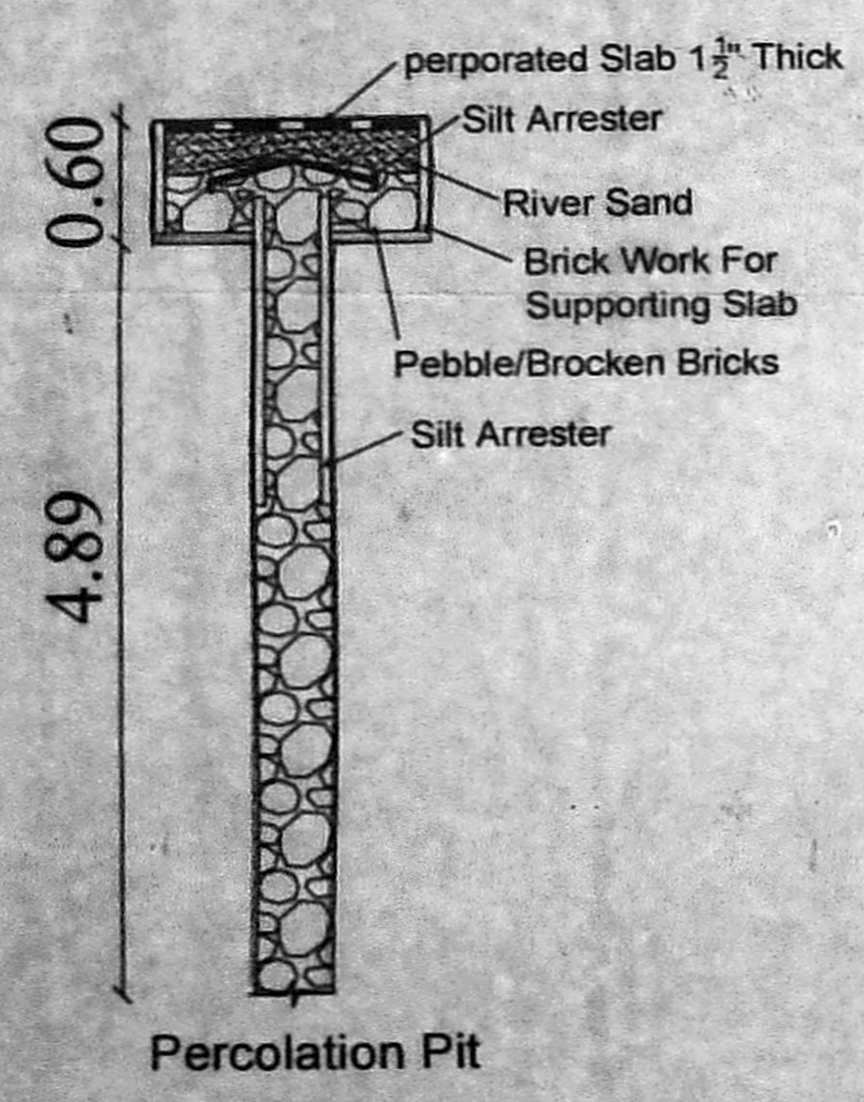 perporated Slab 1½" Thick
Silt Arrester
0.60
River Sand
Brick Work For
Supporting Slab
Pebble/Brocken Bricks
Silt Arrester
4.89
Percolation Pit